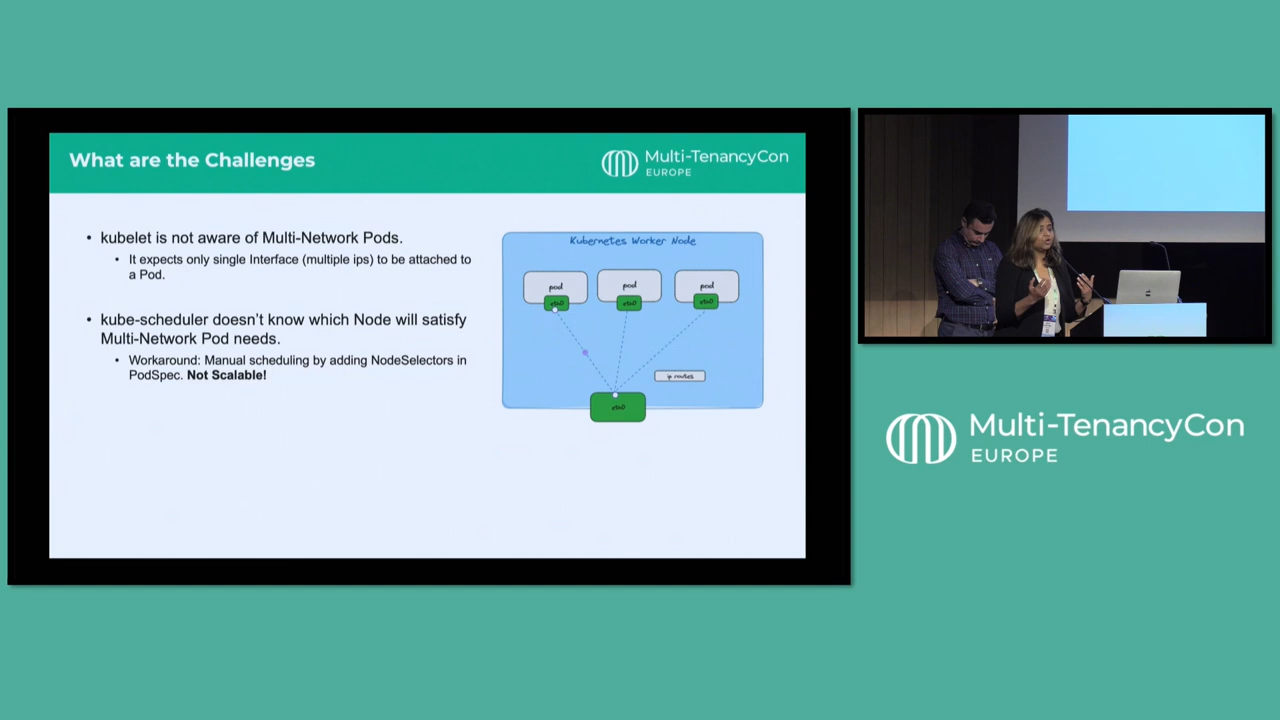 What are the Challenges
Multi-TenancyCon
EUROPE
• kubelet is not aware of Multi-Network Pods.
• It expects only single Interface (multiple ips) to be attached to
a Pod.
• kube-scheduler doesn't know which Node will satisfy
Multi-Network Pod needs.
• Workaround: Manual scheduling by adding NodeSelectors in
PodSpec. Not Scalable!
Kubernetes Worker Node
pod
pod
pod
eth0
eth0
eth0
ip routes
eth0
Multi-TenancyCon
EUROPE